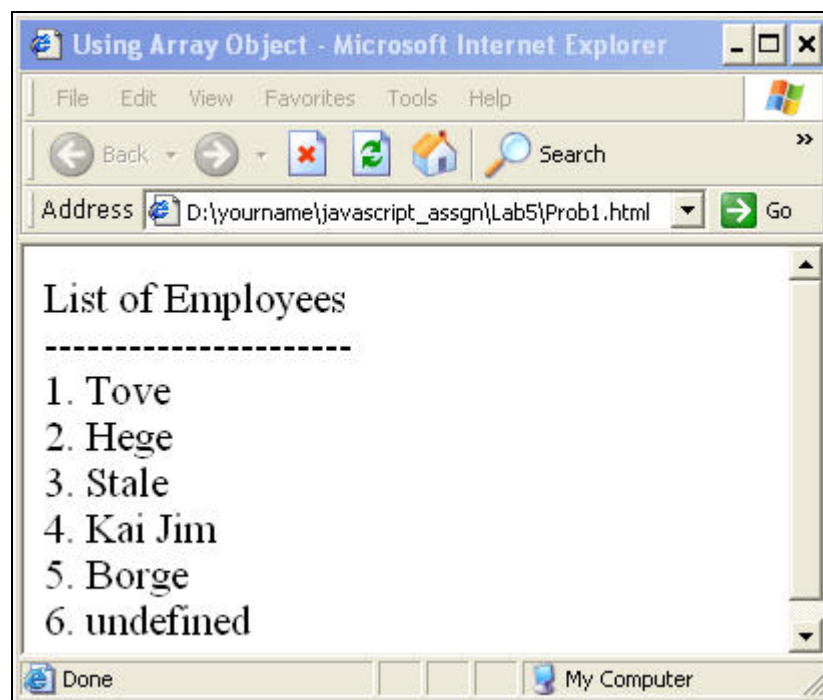 Using Array Object - Microsoft Internet Explorer
File Edit View Favorites Tools Help
Back Search »
Address D:\yourname\javascript_assgn\Lab5\Prob1.html Go
List of Employees
----------------------
1. Tove
2. Hege
3. Stale
4. Kai Jim
5. Borge
6. undefined
Done My Computer